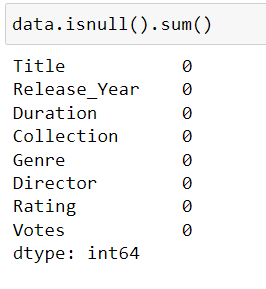 data.isnull().sum()
Title 0
Release_Year 0
Duration 0
Collection 0
Genre 0
Director 0
Rating 0
Votes 0
dtype: int64